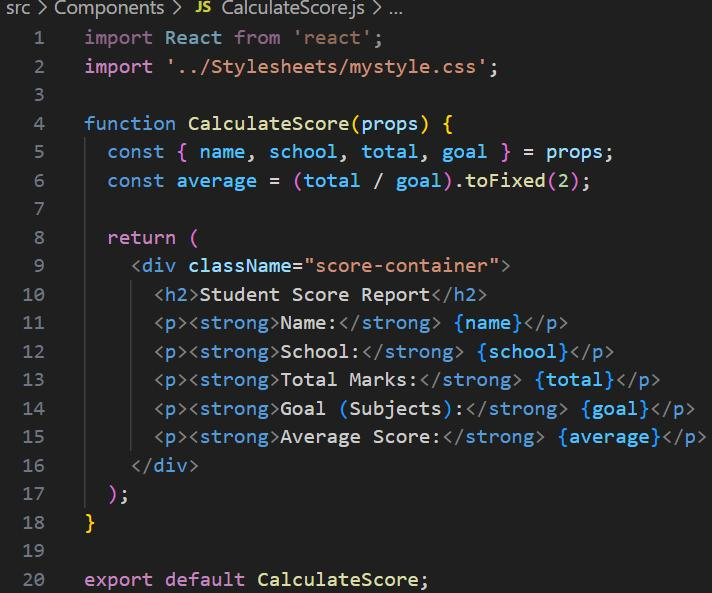 src > Components > JS CalculateScore.js > ...
1 import React from 'react';
2 import '../Stylesheets/mystyle.css';
3
4 function CalculateScore(props) {
5   const { name, school, total, goal } = props;
6   const average = (total / goal).toFixed(2);
7
8   return (
9     <div className="score-container">
10       <h2>Student Score Report</h2>
11       <p><strong>Name:</strong> {name}</p>
12       <p><strong>School:</strong> {school}</p>
13       <p><strong>Total Marks:</strong> {total}</p>
14       <p><strong>Goal (Subjects):</strong> {goal}</p>
15       <p><strong>Average Score:</strong> {average}</p>
16     </div>
17   );
18 }
19
20 export default CalculateScore;